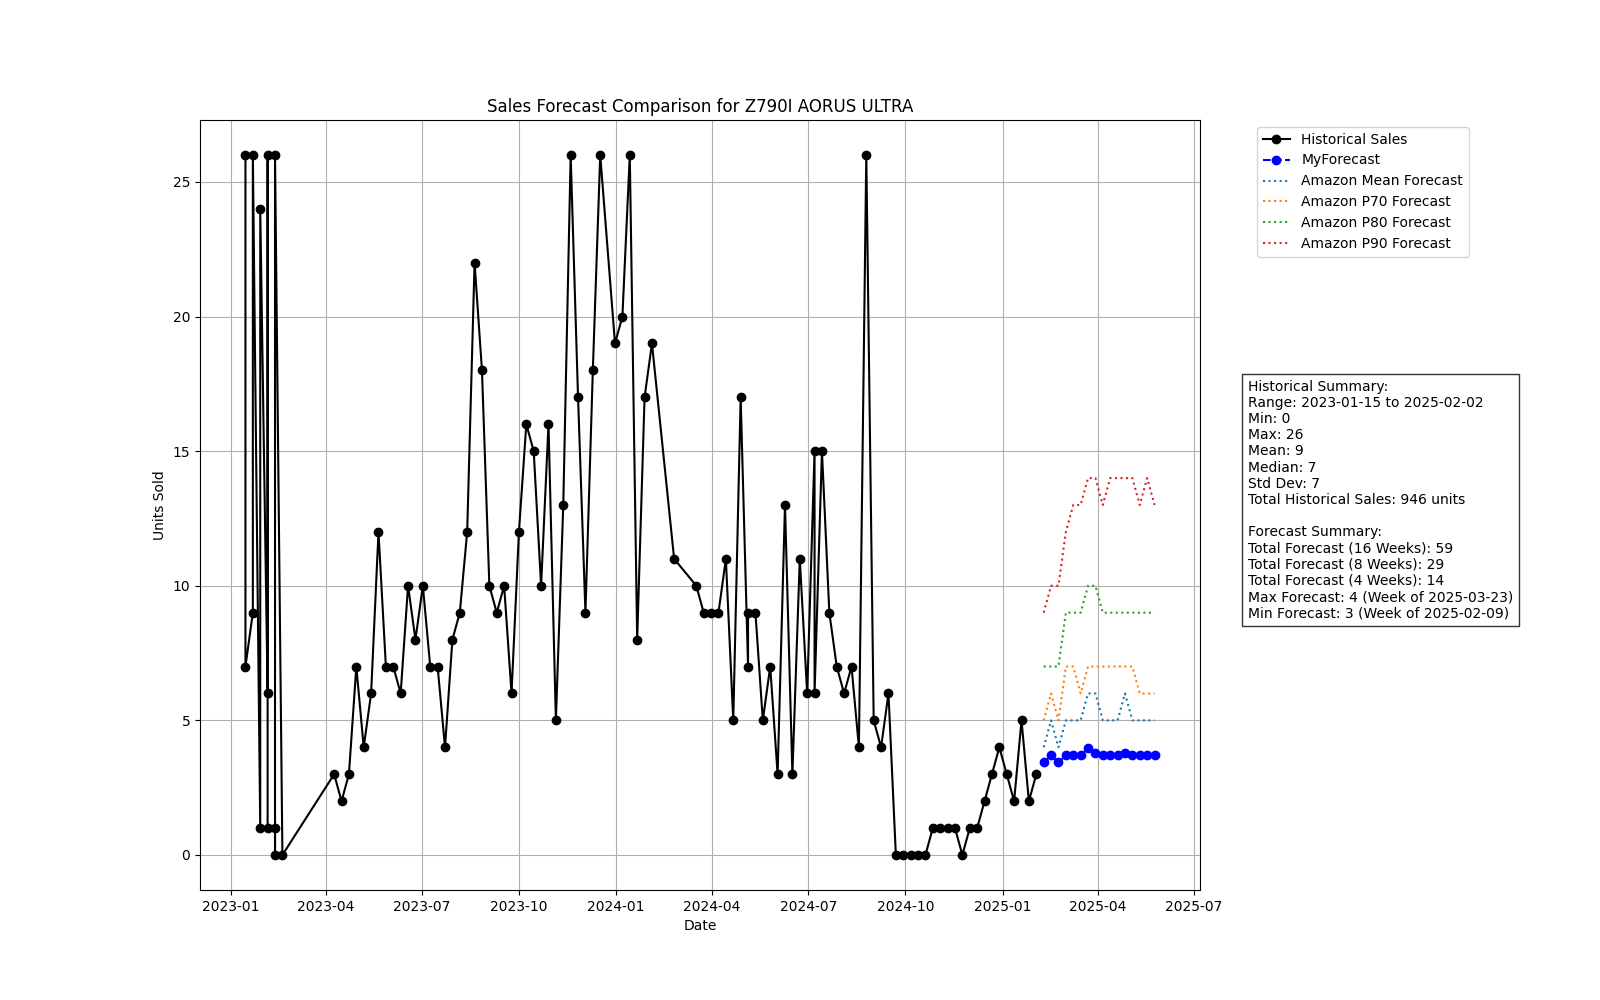 Sales Forecast Comparison for Z790I AORUS ULTRA
Historical Sales
MyForecast
Amazon Mean Forecast
Amazon P70 Forecast
Amazon P80 Forecast
Amazon P90 Forecast
Units Sold
25
20
15
10
5
0
2023-01
2023-04
2023-07
2023-10
2024-01
2024-04
2024-07
2024-10
2025-01
2025-04
2025-07
Date
Historical Summary:
Range: 2023-01-15 to 2025-02-02
Min: 0
Max: 26
Mean: 9
Median: 7
Std Dev: 7
Total Historical Sales: 946 units
Forecast Summary:
Total Forecast (16 Weeks): 59
Total Forecast (8 Weeks): 29
Total Forecast (4 Weeks): 14
Max Forecast: 4 (Week of 2025-03-23)
Min Forecast: 3 (Week of 2025-02-09)